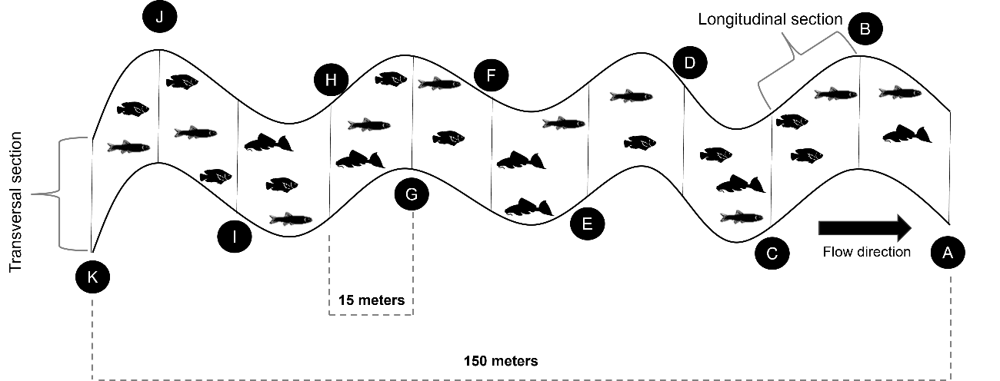 J
Longitudinal section
B
D
H
F
Transversal section
G
I
E
C
Flow direction
A
K
15 meters
150 meters